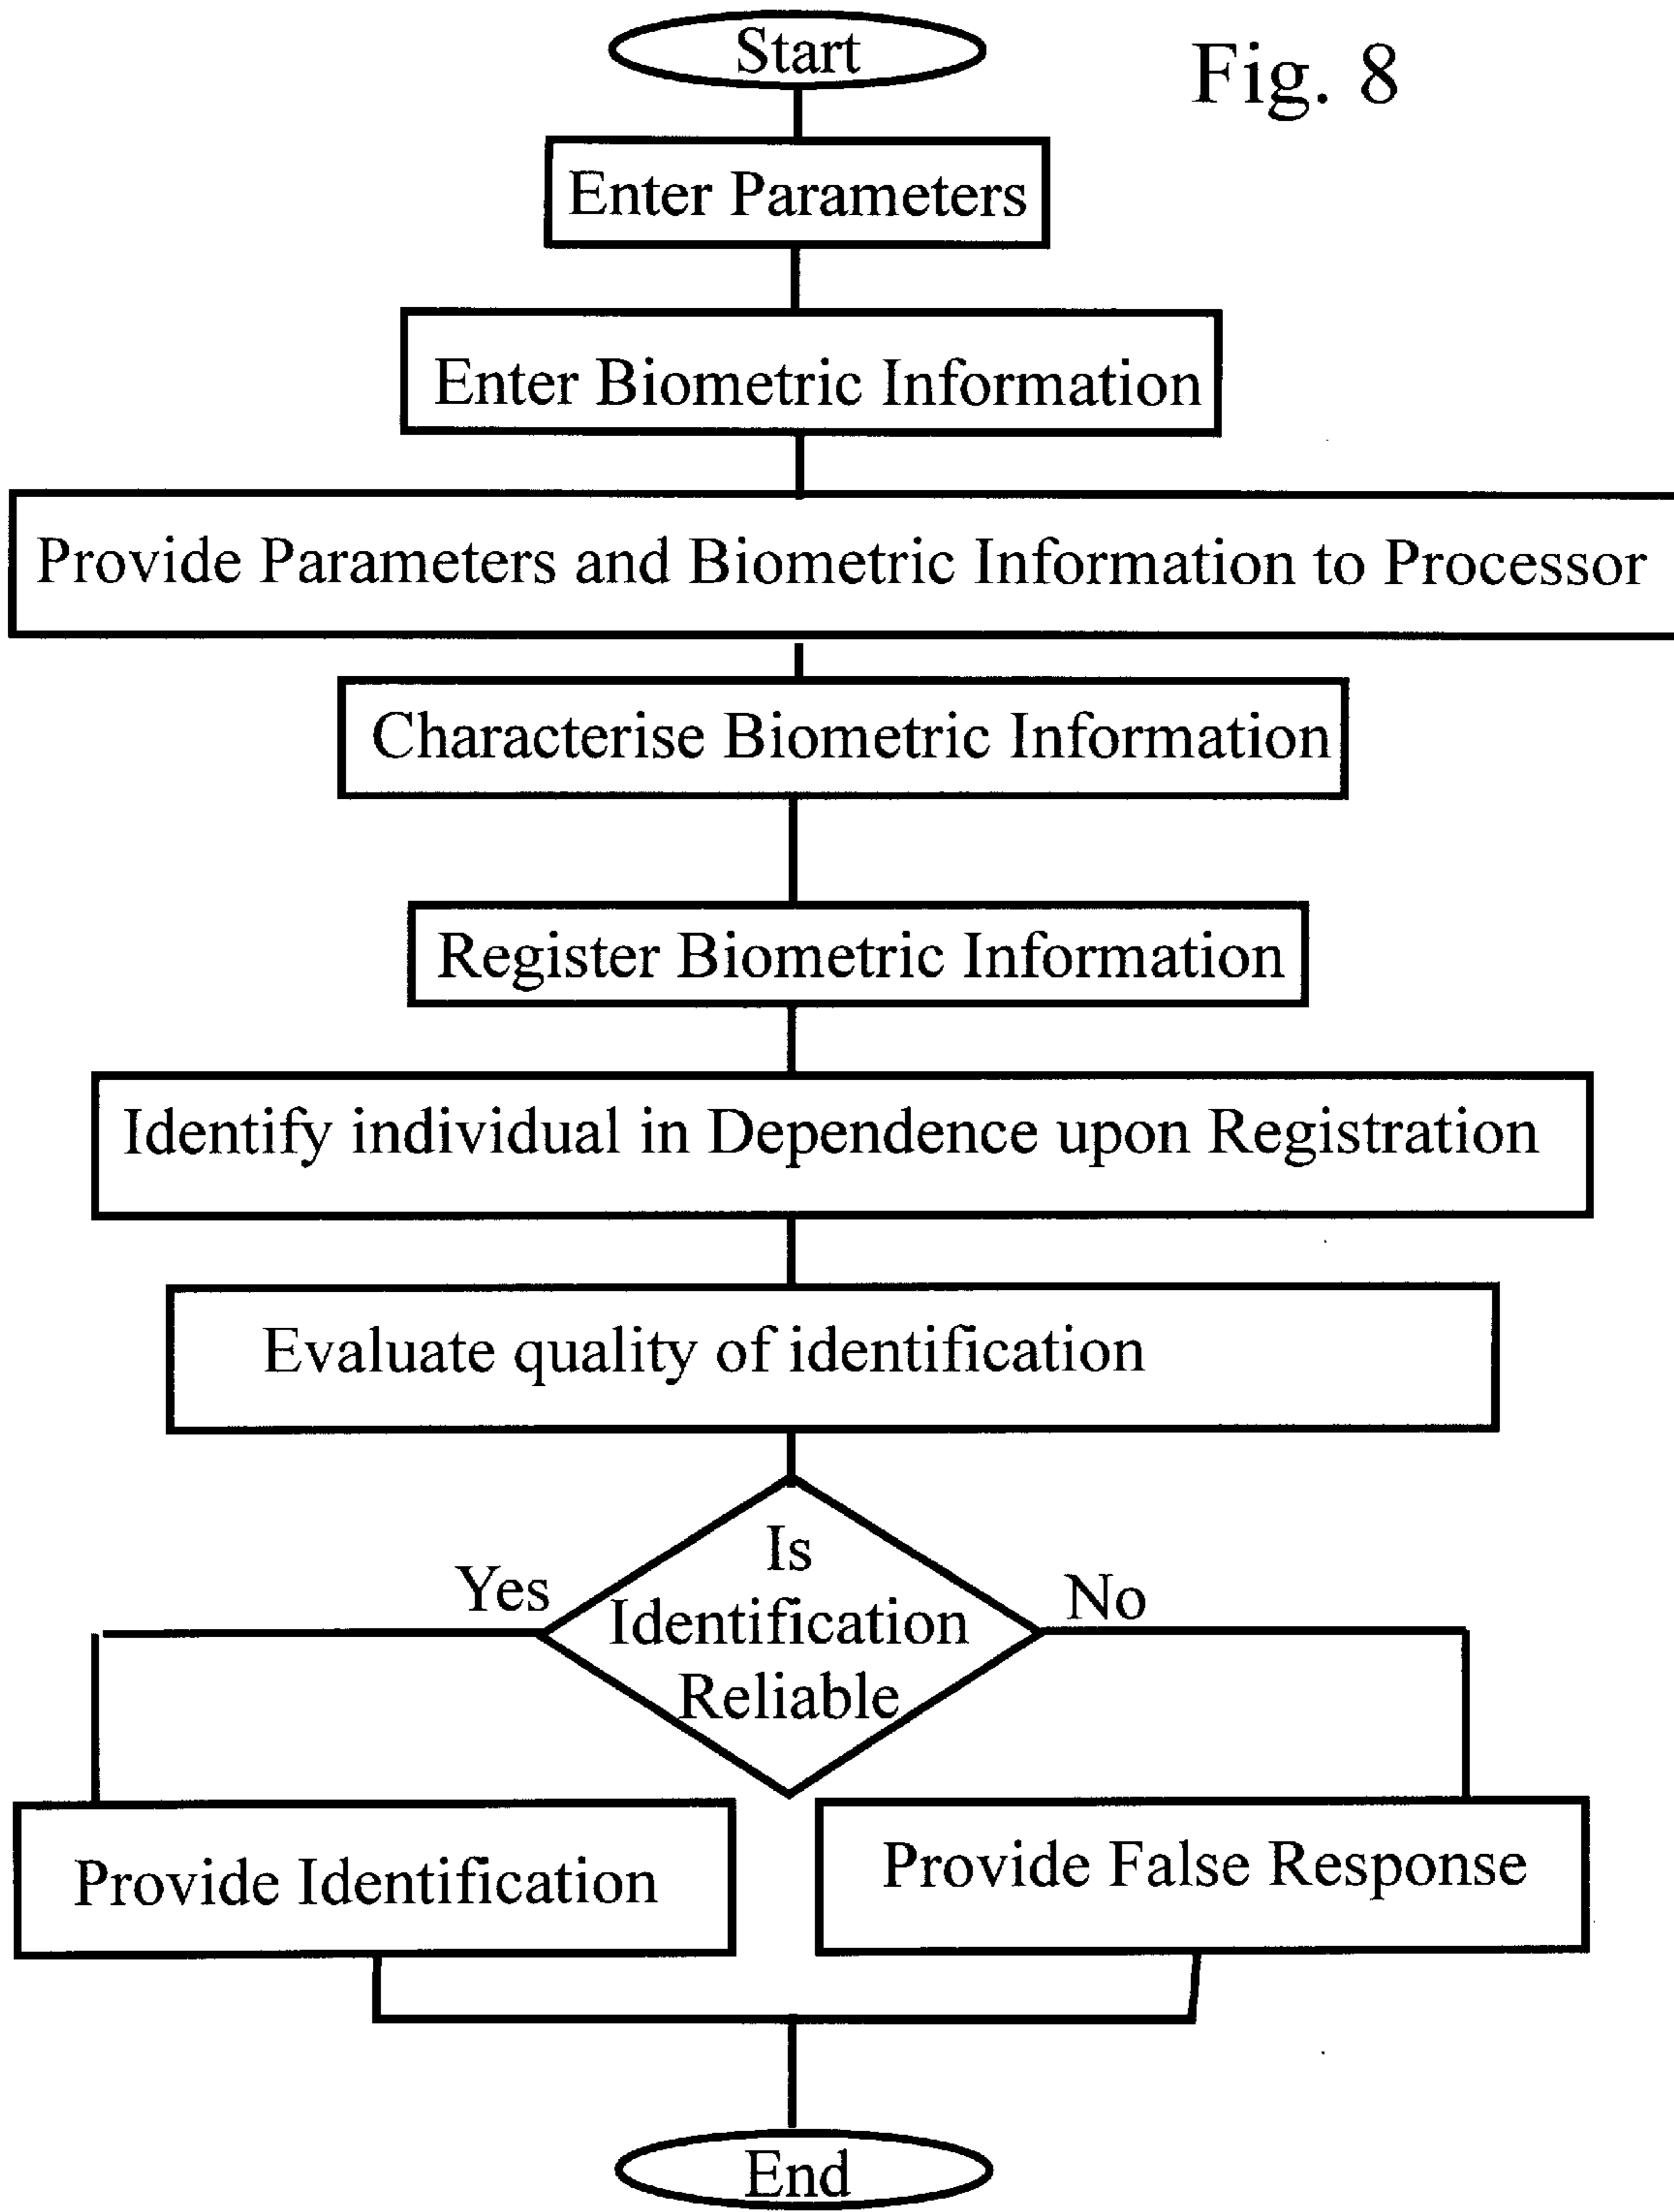 Start
Fig. 8
Enter Parameters
Enter Biometric Information
Provide Parameters and Biometric Information to Processor
Characterise Biometric Information
Register Biometric Information
Identify individual in Dependence upon Registration
Evaluate quality of identification
Is
Identification
Reliable
Yes
No
Provide Identification
Provide False Response
End